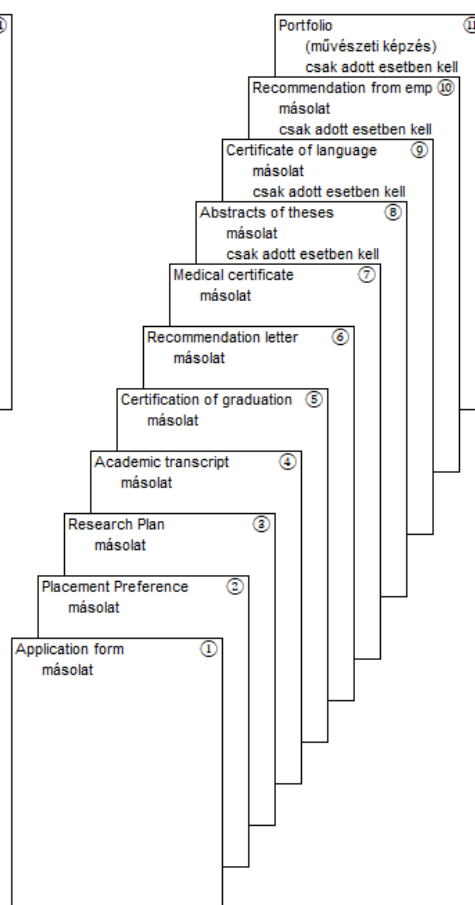 Portfolio ⑪
(művészeti képzés)
csak adott esetben kell
Recommendation from emp ⑩
másolat
csak adott esetben kell
Certificate of language ⑨
másolat
csak adott esetben kell
Abstracts of theses ⑧
másolat
csak adott esetben kell
Medical certificate ⑦
másolat
Recommendation letter ⑥
másolat
Certification of graduation ⑤
másolat
Academic transcript ④
másolat
Research Plan ③
másolat
Placement Preference ②
másolat
Application form ①
másolat